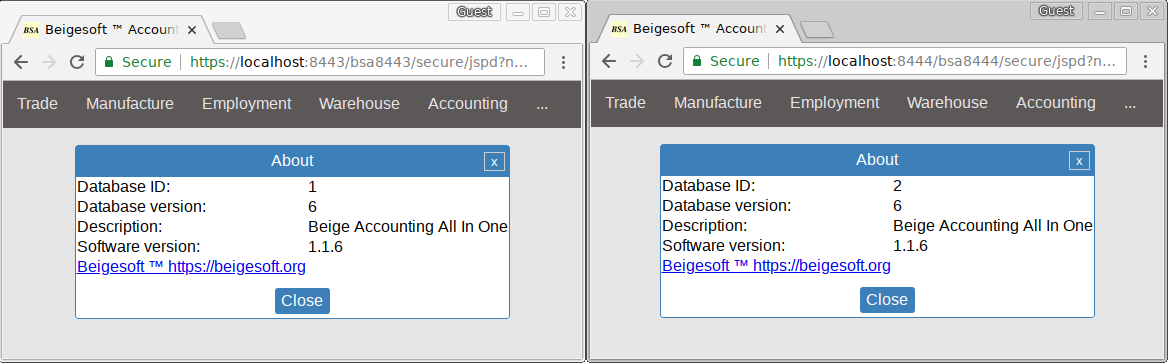 Guest
BSA Beigesoft ™ Account
Secure https://localhost:8443/bsa8443/secure/jspd?n...
Trade Manufacture Employment Warehouse Accounting ...
About x
Database ID: 1
Database version: 6
Description: Beige Accounting All In One
Software version: 1.1.6
Beigesoft ™ https://beigesoft.org
Close
Guest
BSA Beigesoft ™ Account
Secure https://localhost:8444/bsa8444/secure/jspd?n...
Trade Manufacture Employment Warehouse Accounting ...
About x
Database ID: 2
Database version: 6
Description: Beige Accounting All In One
Software version: 1.1.6
Beigesoft ™ https://beigesoft.org
Close